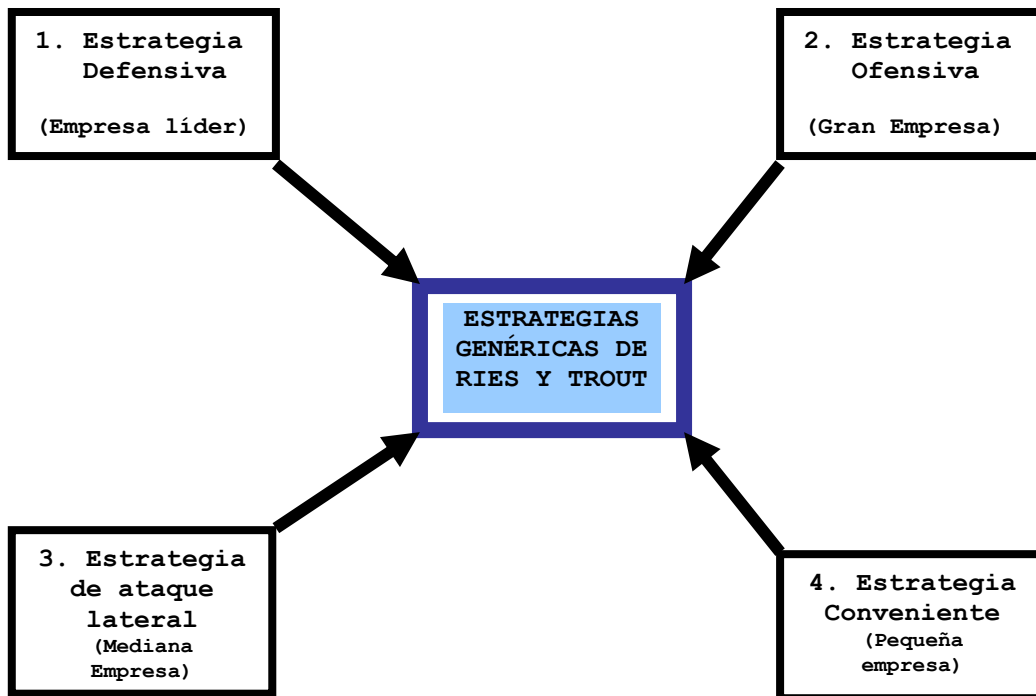 1. Estrategia
Defensiva
(Empresa líder)
2. Estrategia
Ofensiva
(Gran Empresa)
ESTRATEGIAS
GENÉRICAS DE
RIES Y TROUT
3. Estrategia
de ataque
lateral
(Mediana
Empresa)
4. Estrategia
Conveniente
(Pequeña
empresa)